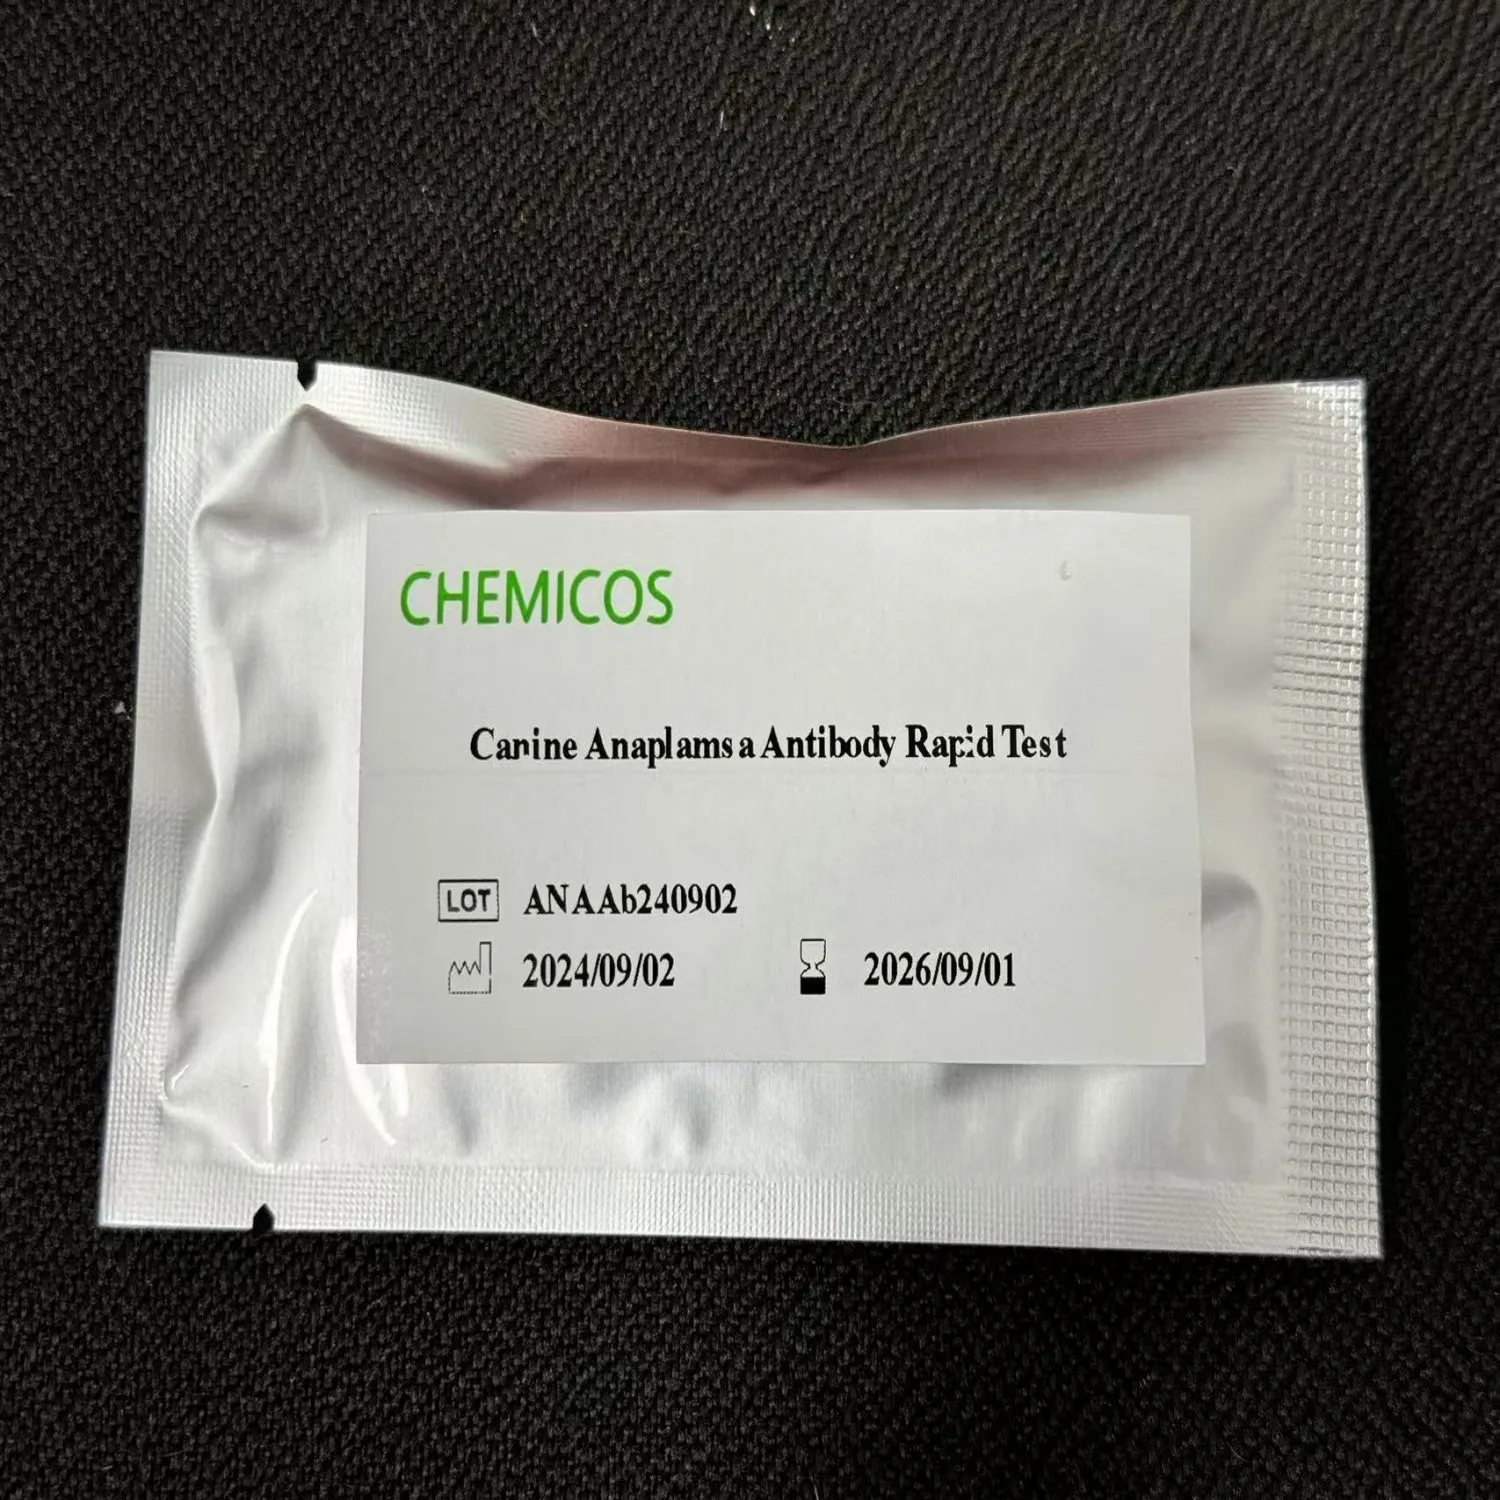 CHEMICOS
Canine Anaplamsa Antibody Rapid Test
LOT ANAAb240902
2024/09/02 2026/09/01